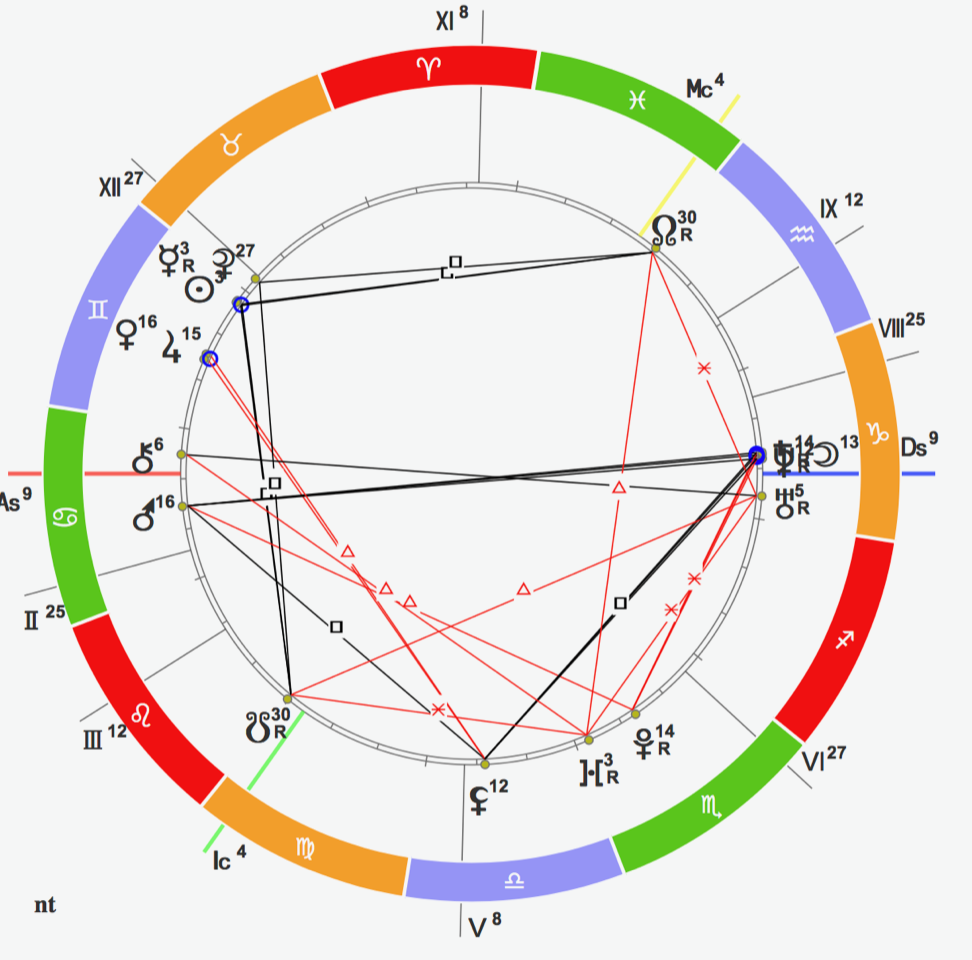 XI 8
♈
♓
Mc 4
♉
XII 27
♒
IX 12
☊ 30 R
☿ 3 R
27
☉ 3
♊
♀ 16
♃ 15
VIII 25
♑
⚷ 6
14
13
R
Ds 9
As 9
♂ 16
♅ 5 R
♋
II 25
♐
☋ 30 R
♇ 14 R
3 R
III 12
♌
⚸ 12
VI 27
♏
Ic 4
♍
♎
nt
V 8